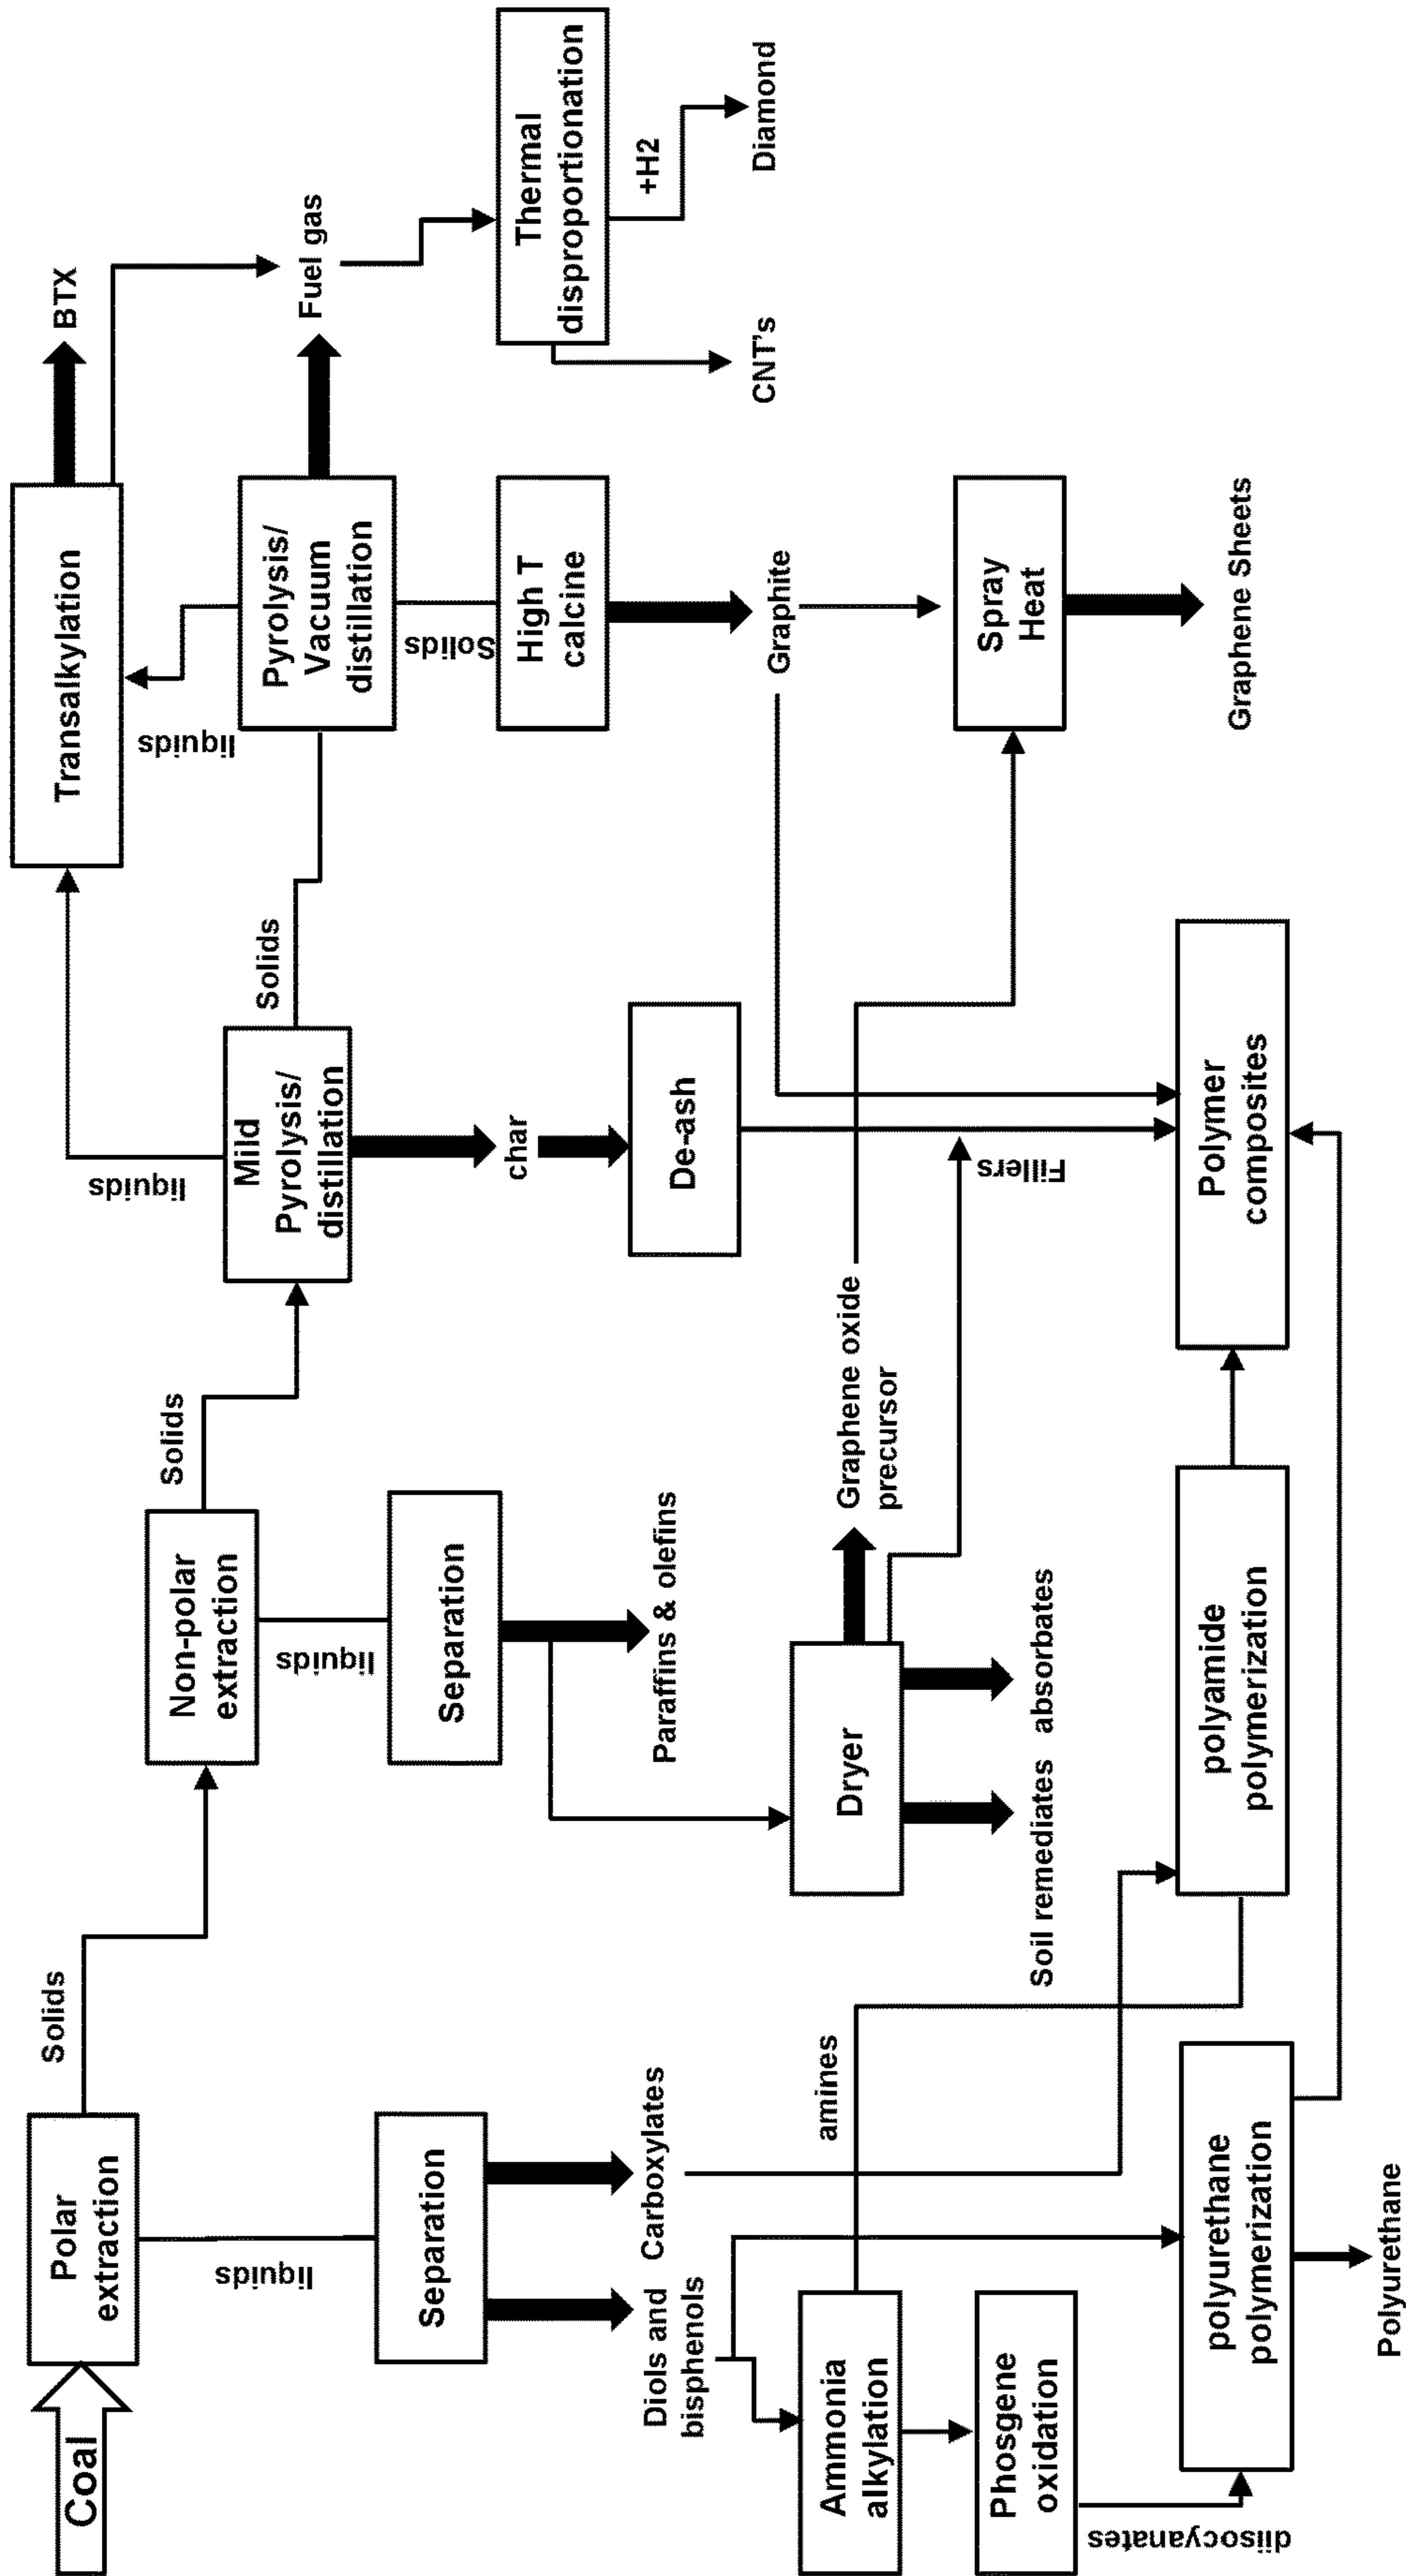 Coal
Polar
extraction
Solids
liquids
Separation
Carboxylates
Diols and
bisphenols
Ammonia
alkylation
amines
Phosgene
oxidation
diisocyanates
polyurethane
polymerization
Polyurethane
Non-polar
extraction
Solids
liquids
Separation
Paraffins & olefins
Dryer
Graphene oxide
precursor
Soil remediates
absorbates
polyamide
polymerization
Mild
Pyrolysis/
distillation
liquids
Solids
char
De-ash
Fillers
Polymer
composites
Transalkylation
BTX
liquids
Pyrolysis/
Vacuum
distillation
Fuel gas
Solids
High T
calcine
Graphite
Spray
Heat
Graphene Sheets
Thermal
disproportionation
+H2
CNT's
Diamond